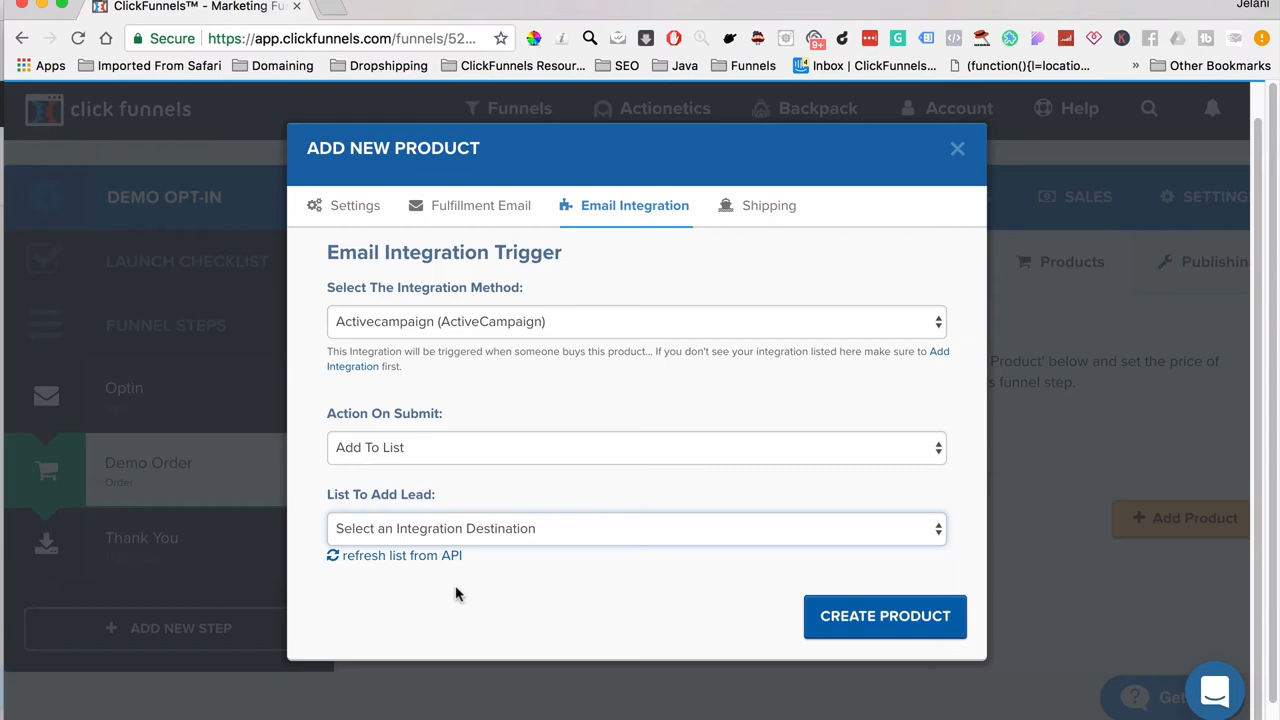 ClickFunnels™ - Marketing Fu
Jelani
Secure https://app.clickfunnels.com/funnels/52...
9+
Apps Imported From Safari Domaining Dropshipping ClickFunnels Resour... SEO Java Funnels Inbox | ClickFunnels... (function(){l=locatio... » Other Bookmarks
click funnels Funnels Actionetics Backpack Account Help
ADD NEW PRODUCT
DEMO OPT-IN SALES SETTING
Settings Fulfillment Email Email Integration Shipping
Email Integration Trigger
LAUNCH CHECKLIST Products Publishin
Select The Integration Method:
FUNNEL STEPS Activecampaign (ActiveCampaign)
This Integration will be triggered when someone buys this product... If you don't see your integration listed here make sure to Add
Integration first.
Product' below and set the price of
s funnel step.
Optin
Action On Submit:
Add To List
Demo Order
Order
List To Add Lead:
Select an Integration Destination
Add Product
Thank You
refresh list from API
CREATE PRODUCT
+ ADD NEW STEP
Get